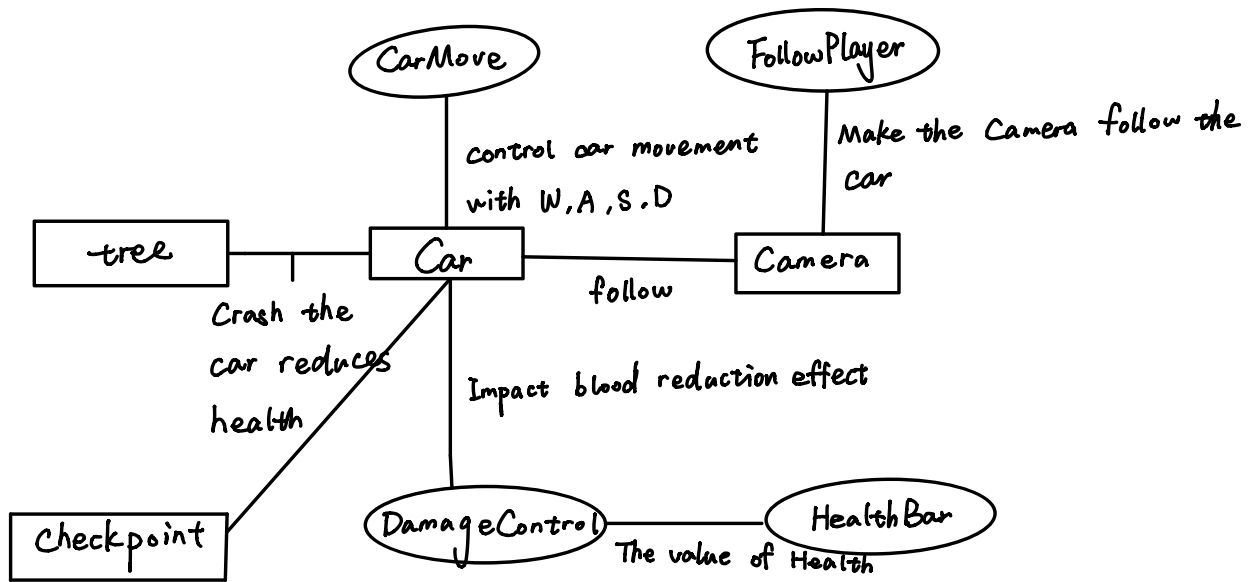 CarMove
FollowPlayer
Make the Camera follow the
car
control car movement
with W, A, S, D
tree
Car
Camera
follow
Crash the
car reduces
health
Impact blood reduction effect
checkpoint
DamageControl
HealthBar
The value of Health